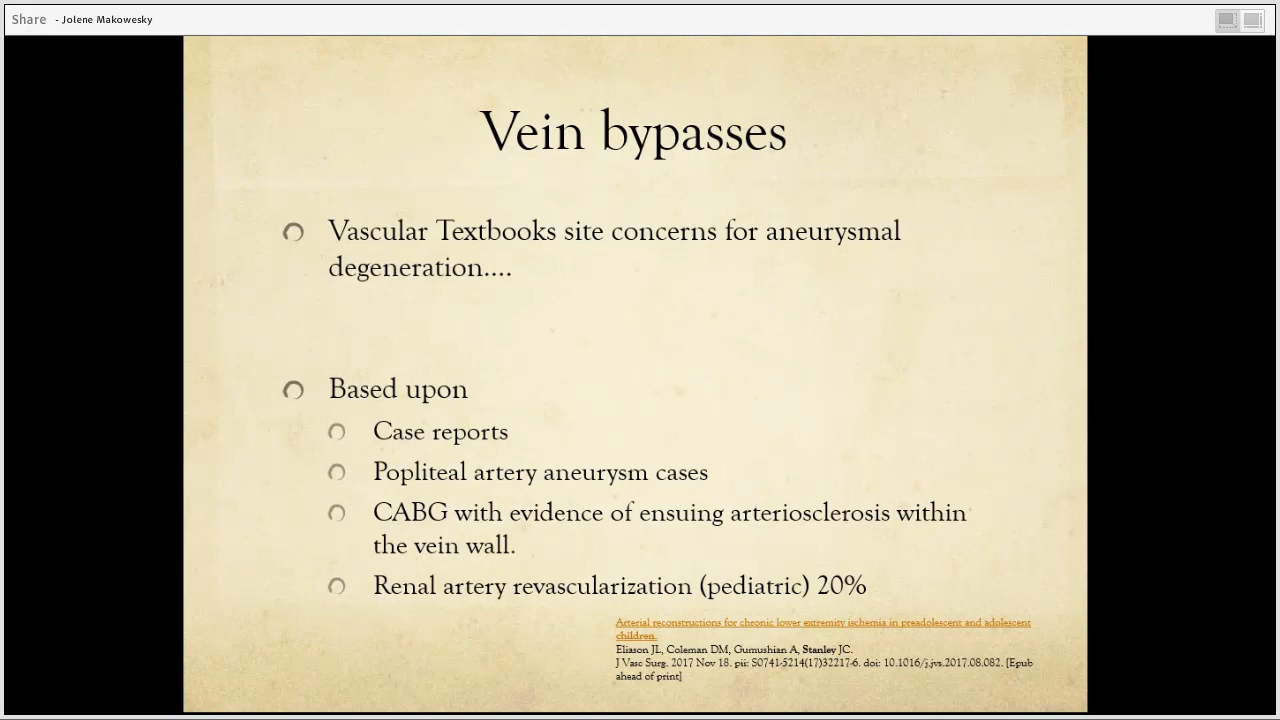 Share - Jolene Makowesky
Vein bypasses
Vascular Textbooks site concerns for aneurysmal
degeneration....
Based upon
Case reports
Popliteal artery aneurysm cases
CABG with evidence of ensuing arteriosclerosis within
the vein wall.
Renal artery revascularization (pediatric) 20%
Arterial reconstructions for chronic lower extremity ischemia in preadolescent and adolescent
children.
Eliason JL, Coleman DM, Gumushian A, Stanley JC.
J Vasc Surg. 2017 Nov 18. pii: S0741-5214(17)32217-6. doi: 10.1016/j.jvs.2017.08.082. [Epub
ahead of print]